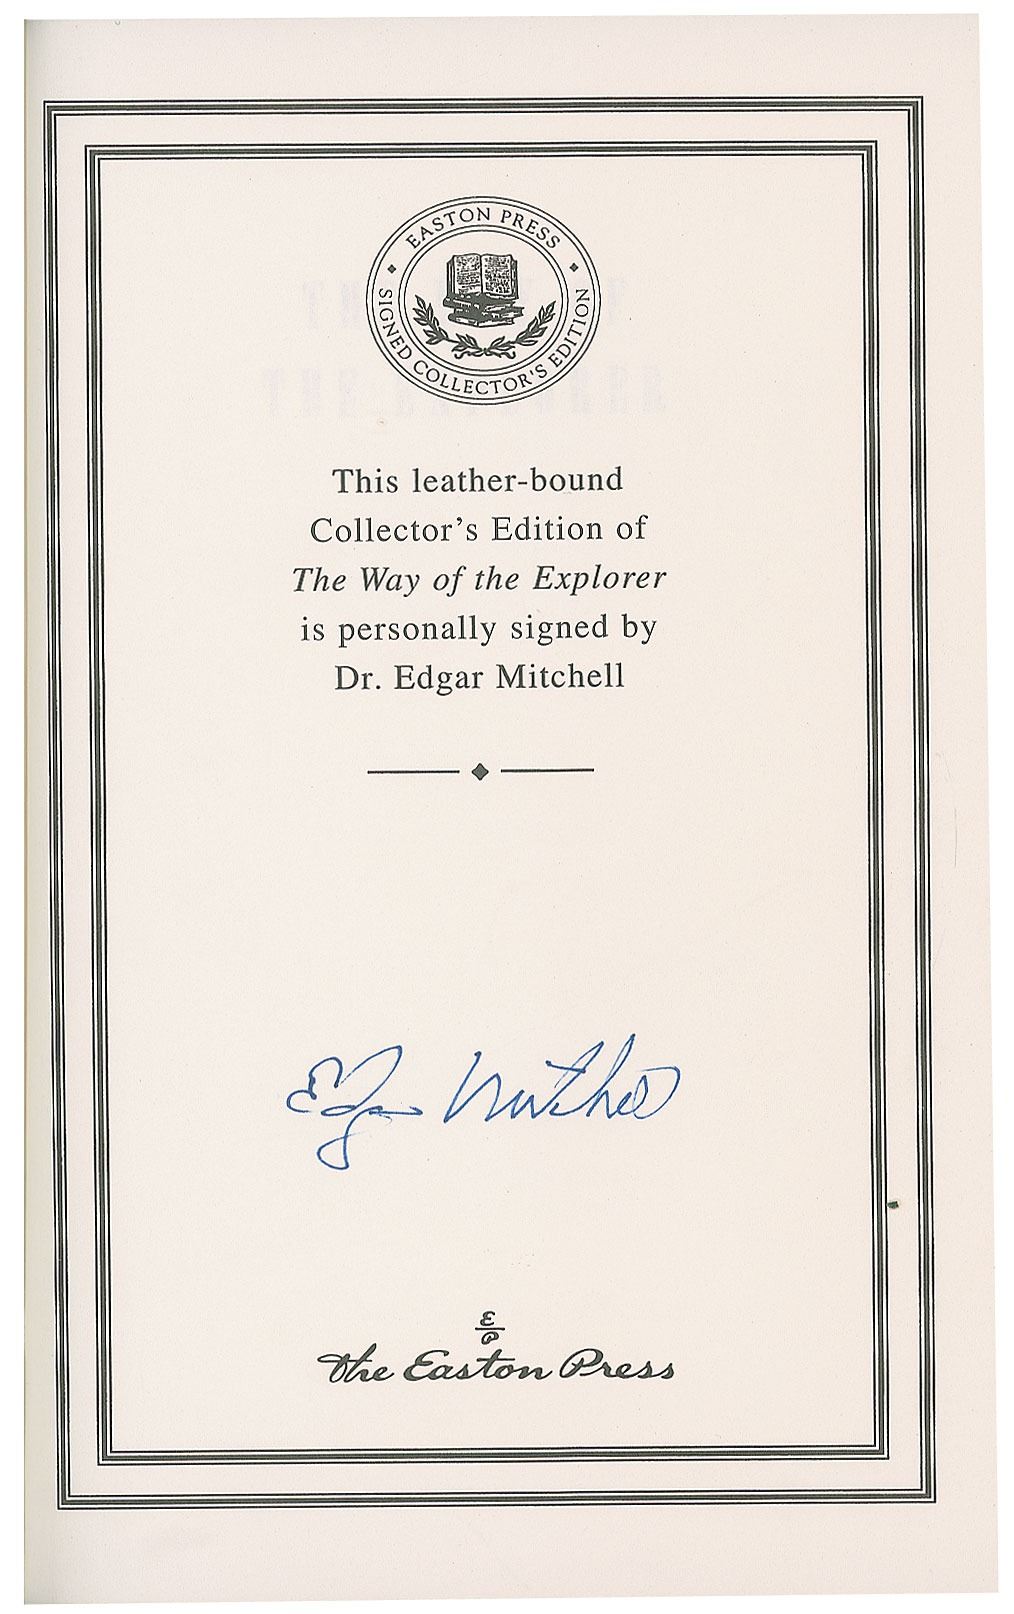 EASTON PRESS
SIGNED COLLECTOR'S EDITION
This leather-bound
Collector’s Edition of
The Way of the Explorer
is personally signed by
Dr. Edgar Mitchell
Edgar Mitchell
E
P
The Easton Press